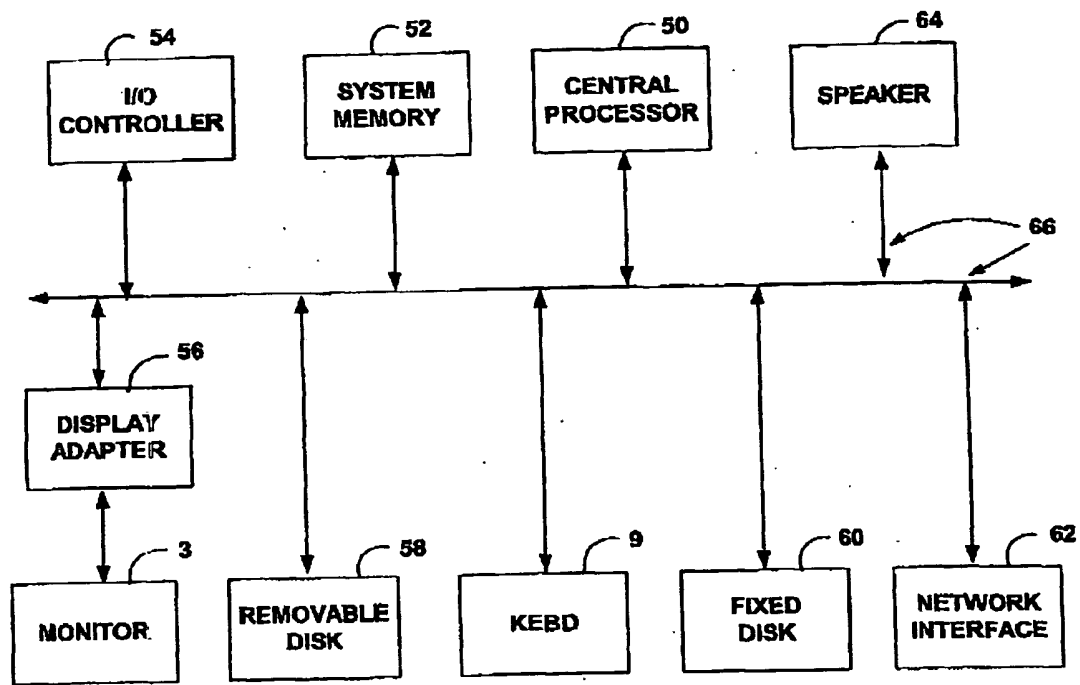 54
I/O
CONTROLLER
52
SYSTEM
MEMORY
50
CENTRAL
PROCESSOR
64
SPEAKER
66
56
DISPLAY
ADAPTER
3
MONITOR
58
REMOVABLE
DISK
9
KEBD
60
FIXED
DISK
62
NETWORK
INTERFACE